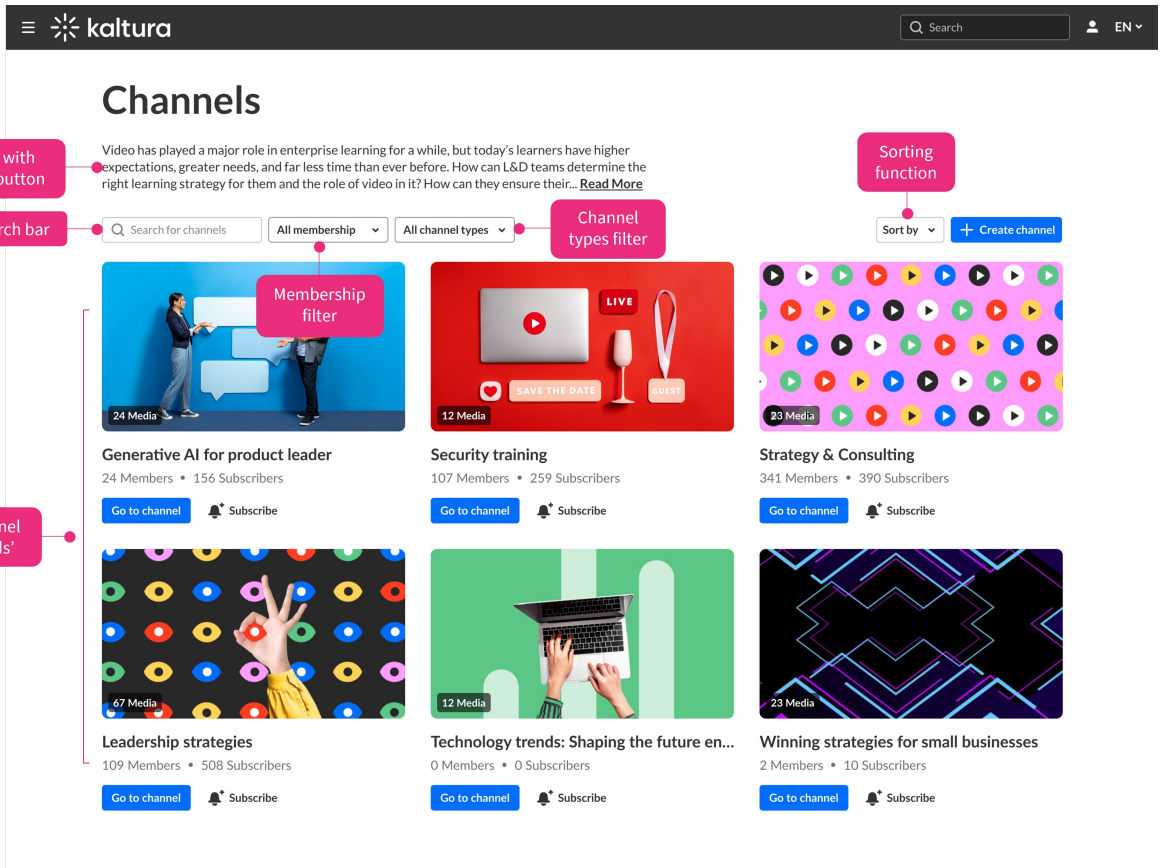 kaltura
Search
EN
Channels
Video has played a major role in enterprise learning for a while, but today's learners have higher
expectations, greater needs, and far less time than ever before. How can L&D teams determine the
right learning strategy for them and the role of video in it? How can they ensure their... Read More
with
Sorting
function
bar
Search for channels
All membership
All channel types
Channel
types filter
Sort by
+ Create channel
Membership
filter
LIVE
SAVE THE DATE
GUEST
24 Media
12 Media
23 Media
Generative AI for product leader
Security training
Strategy & Consulting
24 Members • 156 Subscribers
107 Members • 259 Subscribers
341 Members • 390 Subscribers
Go to channel
Subscribe
Go to channel
Subscribe
Go to channel
Subscribe
67 Media
12 Media
23 Media
Leadership strategies
Technology trends: Shaping the future en...
Winning strategies for small businesses
109 Members • 508 Subscribers
0 Members • 0 Subscribers
2 Members • 10 Subscribers
Go to channel
Subscribe
Go to channel
Subscribe
Go to channel
Subscribe